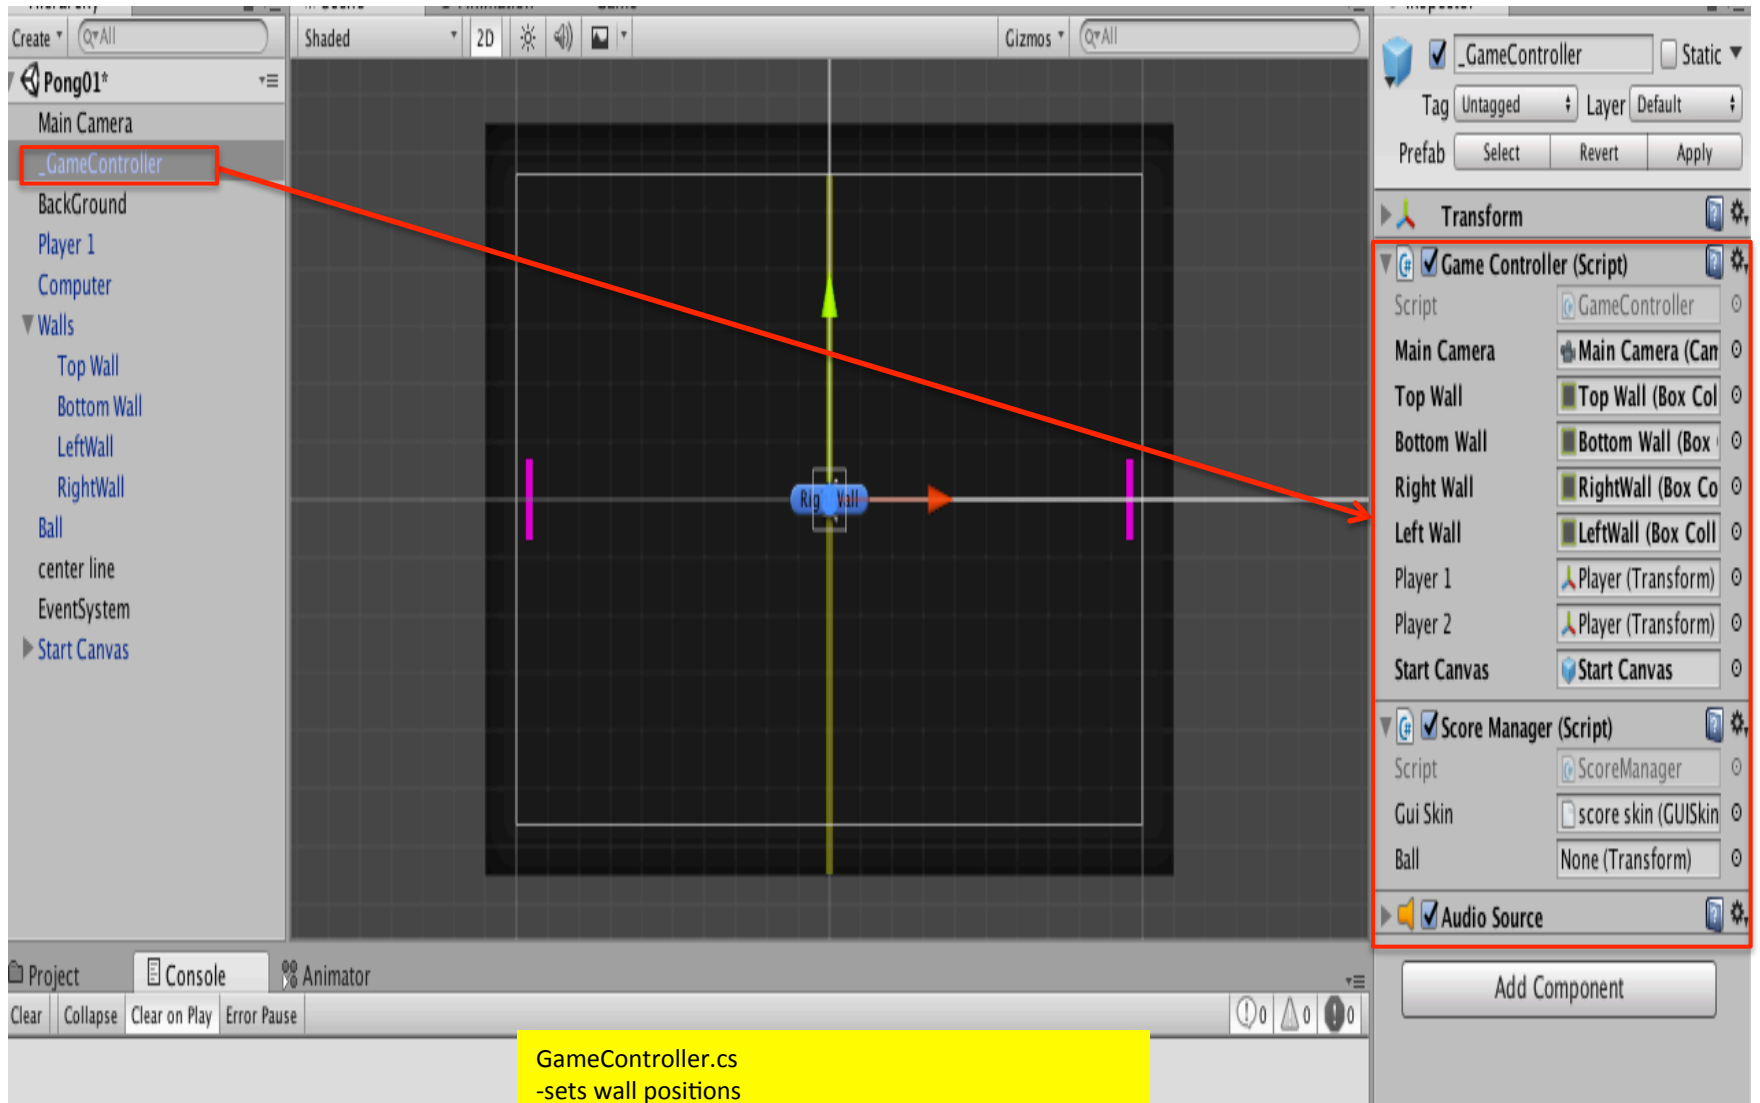 Create
All
Pong01*
Main Camera
_GameController
BackGround
Player 1
Computer
Walls
Top Wall
Bottom Wall
LeftWall
RightWall
Ball
center line
EventSystem
Start Canvas
Shaded
2D
Gizmos
All
Rig Wall
_GameController
Static
Tag Untagged Layer Default
Prefab Select Revert Apply
Transform
Game Controller (Script)
Script GameController
Main Camera Main Camera (Cam
Top Wall Top Wall (Box Col
Bottom Wall Bottom Wall (Box
Right Wall RightWall (Box Co
Left Wall LeftWall (Box Coll
Player 1 Player (Transform)
Player 2 Player (Transform)
Start Canvas Start Canvas
Score Manager (Script)
Script ScoreManager
Gui Skin score skin (GUISkin
Ball None (Transform)
Audio Source
Add Component
Project Console Animator
Clear Collapse Clear on Play Error Pause 0 0 0
GameController.cs
-sets wall positions